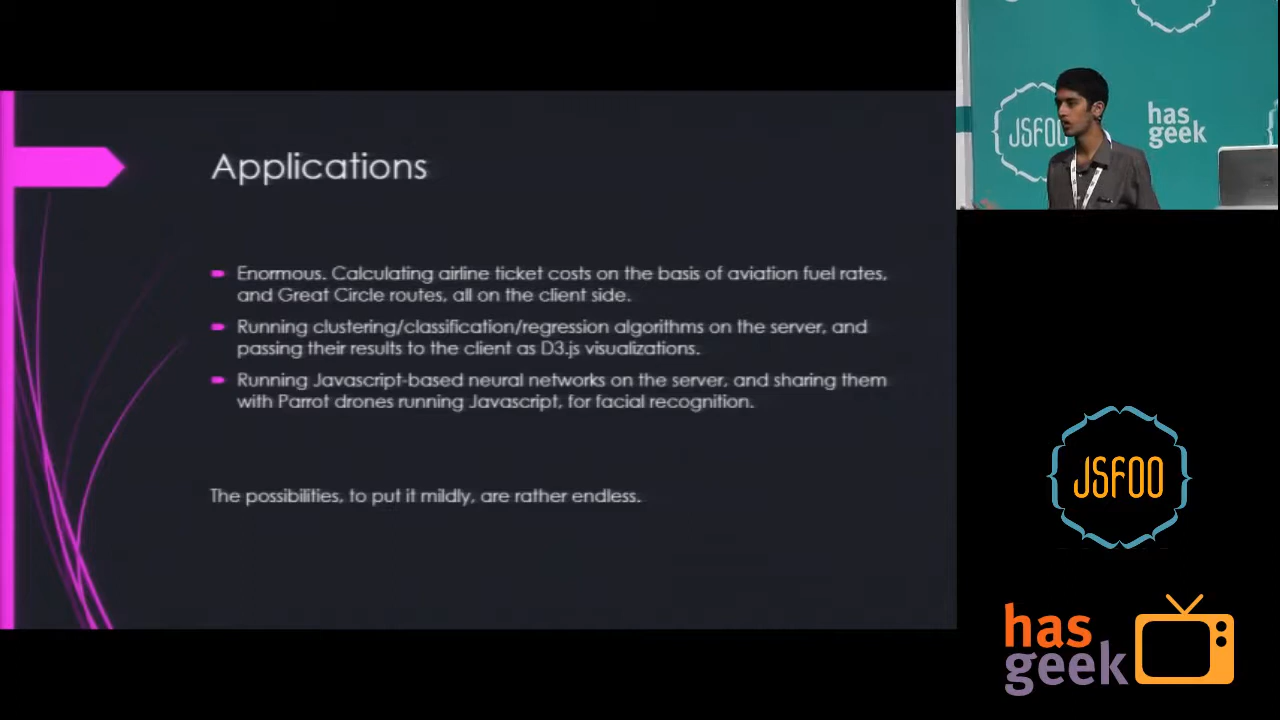 Applications
Enormous. Calculating airline ticket costs on the basis of aviation fuel rates,
and Great Circle routes, all on the client side.
Running clustering/classification/regression algorithms on the server, and
passing their results to the client as D3.js visualizations.
Running Javascript-based neural networks on the server, and sharing them
with Parrot drones running Javascript, for facial recognition.
The possibilities, to put it mildly, are rather endless.
JSFOO
has
geek
JSFOO
has
geek